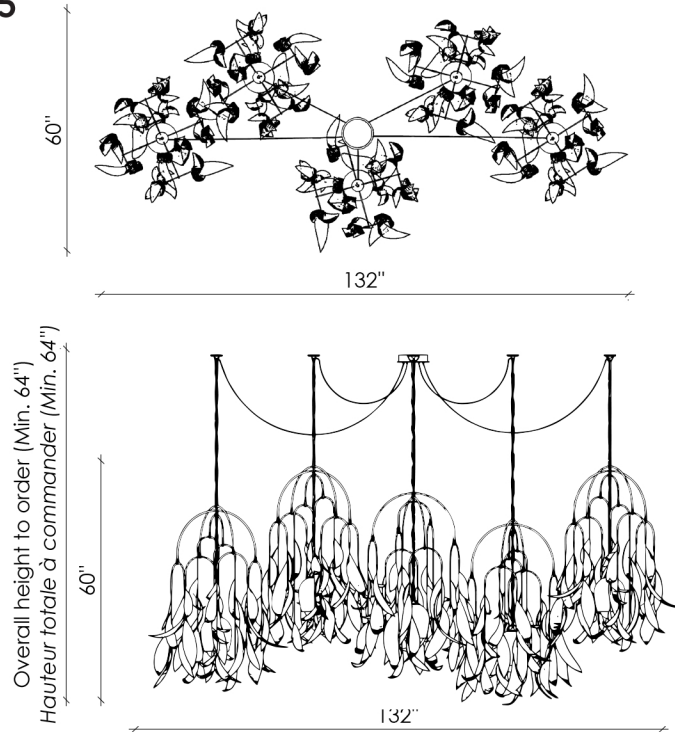 60"
132"
Overall height to order (Min. 64")
Hauteur totale à commander (Min. 64")
60"
132"